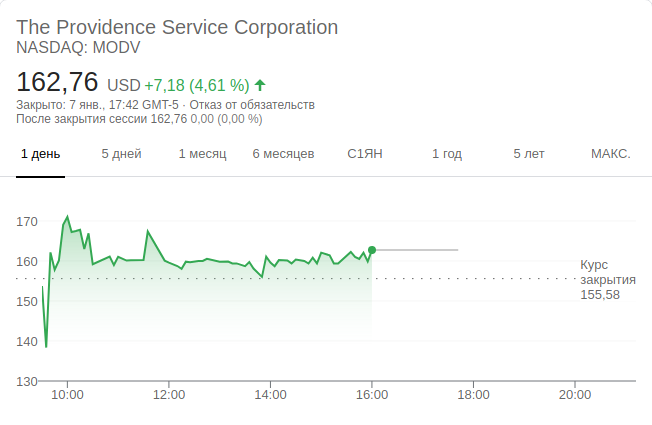 The Providence Service Corporation
NASDAQ: MODV
162,76 USD +7,18 (4,61 %)
Закрыто: 7 янв., 17:42 GMT-5 · Отказ от обязательств
После закрытия сессии 162,76 0,00 (0,00 %)
1 день 5 дней 1 месяц 6 месяцев С1ЯН 1 год 5 лет МАКС.
170
160
150
140
130
Курс
закрытия
155,58
10:00 12:00 14:00 16:00 18:00 20:00